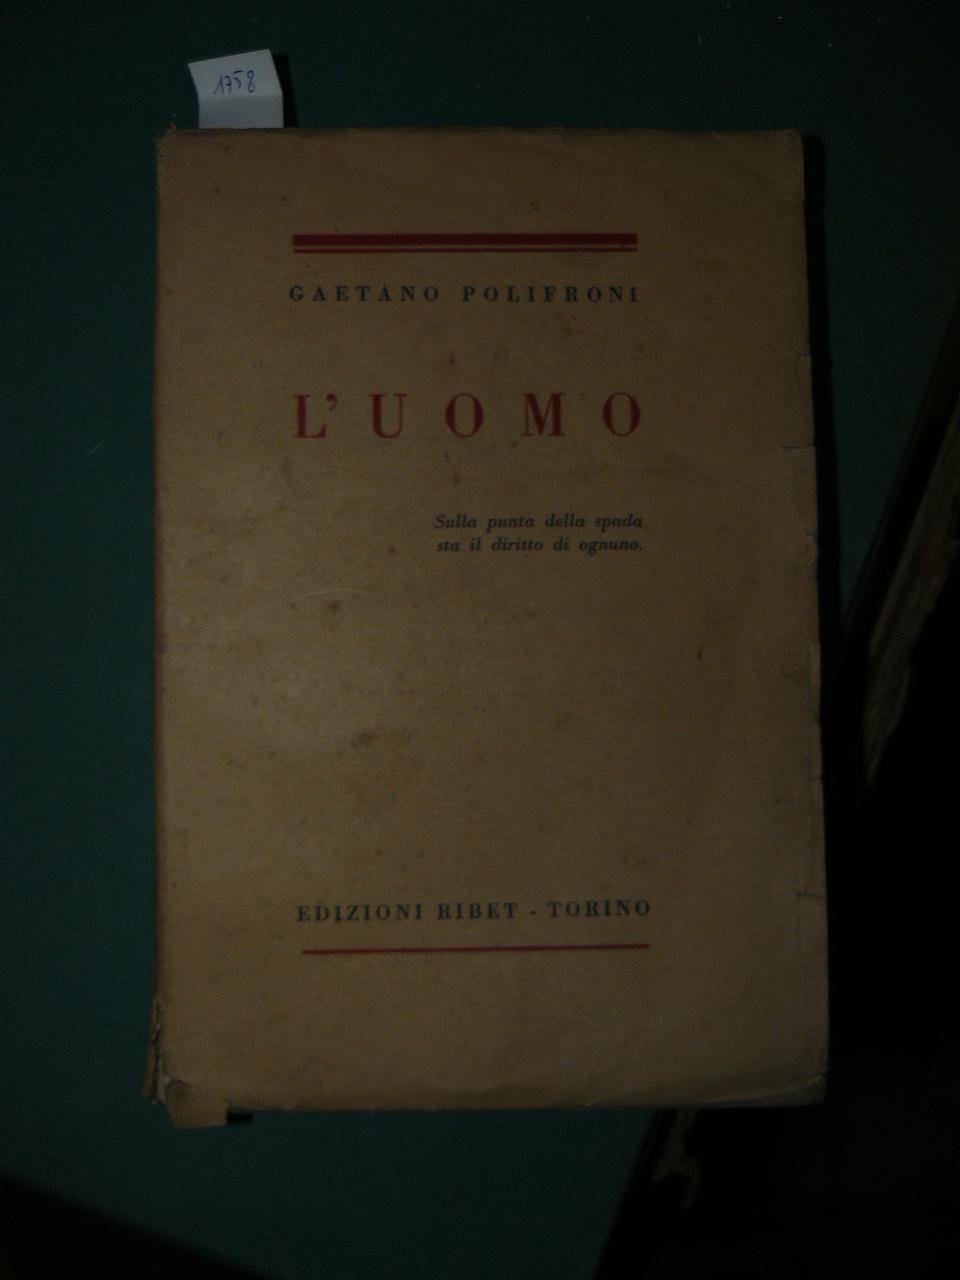 1758
GAETANO POLIFRONI
L'UOMO
Sulla punta della spada
sta il diritto di ognuno.
EDIZIONI RIBET - TORINO